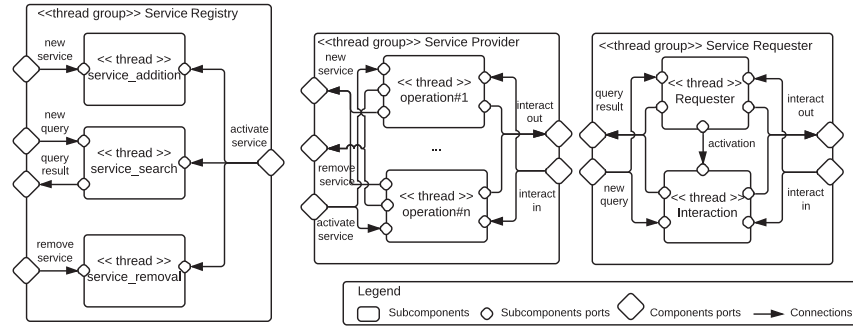 <<thread group>> Service Registry
new
service
<< thread >>
service_addition
new
query
query
result
<< thread >>
service_search
activate
service
remove
service
<< thread >>
service_removal
<<thread group>> Service Provider
new
service
<< thread >>
operation#1
interact
out
...
remove
service
<< thread >>
operation#n
activate
service
interact
in
<<thread group>> Service Requester
query
result
<< thread >>
Requester
interact
out
activation
new
query
<< thread >>
Interaction
interact
in
Legend
Subcomponents
Subcomponents ports
Components ports
Connections